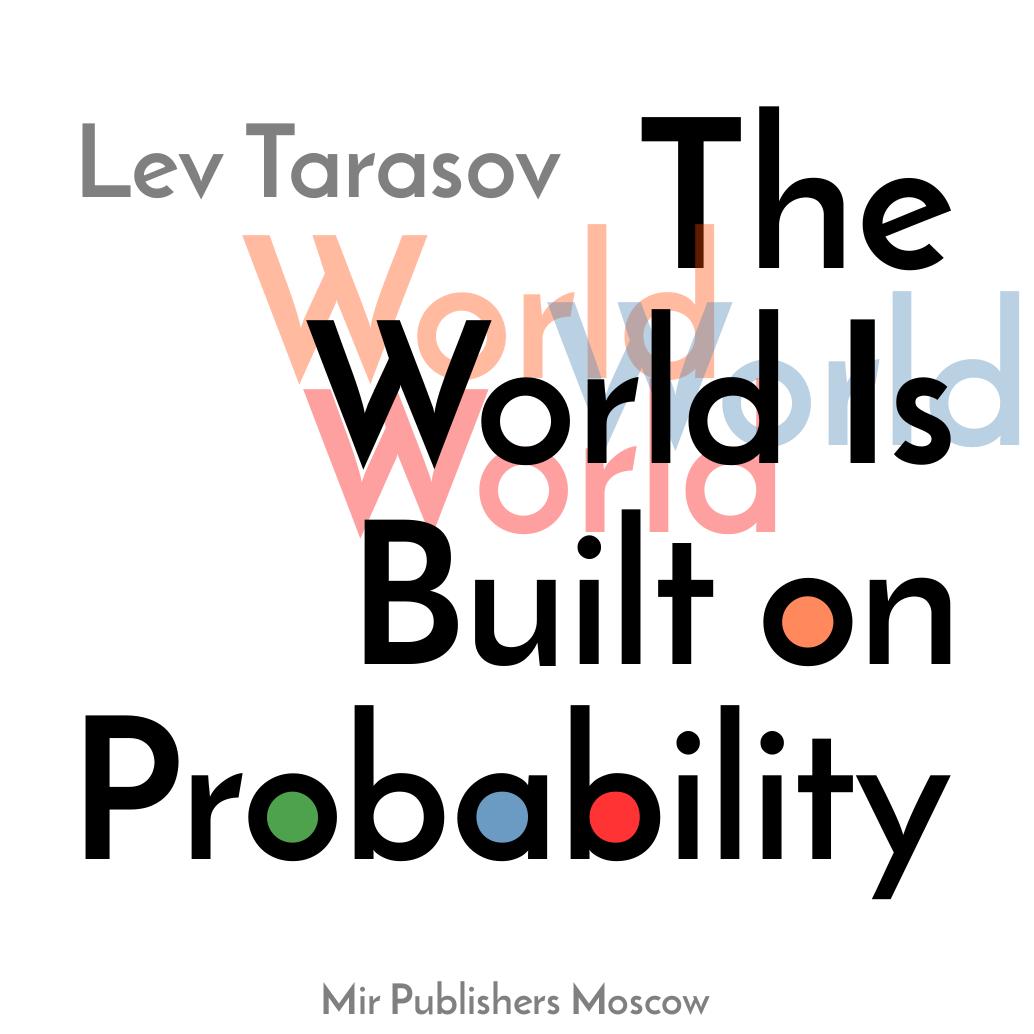 Lev Tarasov
The
World
World
World Is
World
Built on
Probability
Mir Publishers Moscow